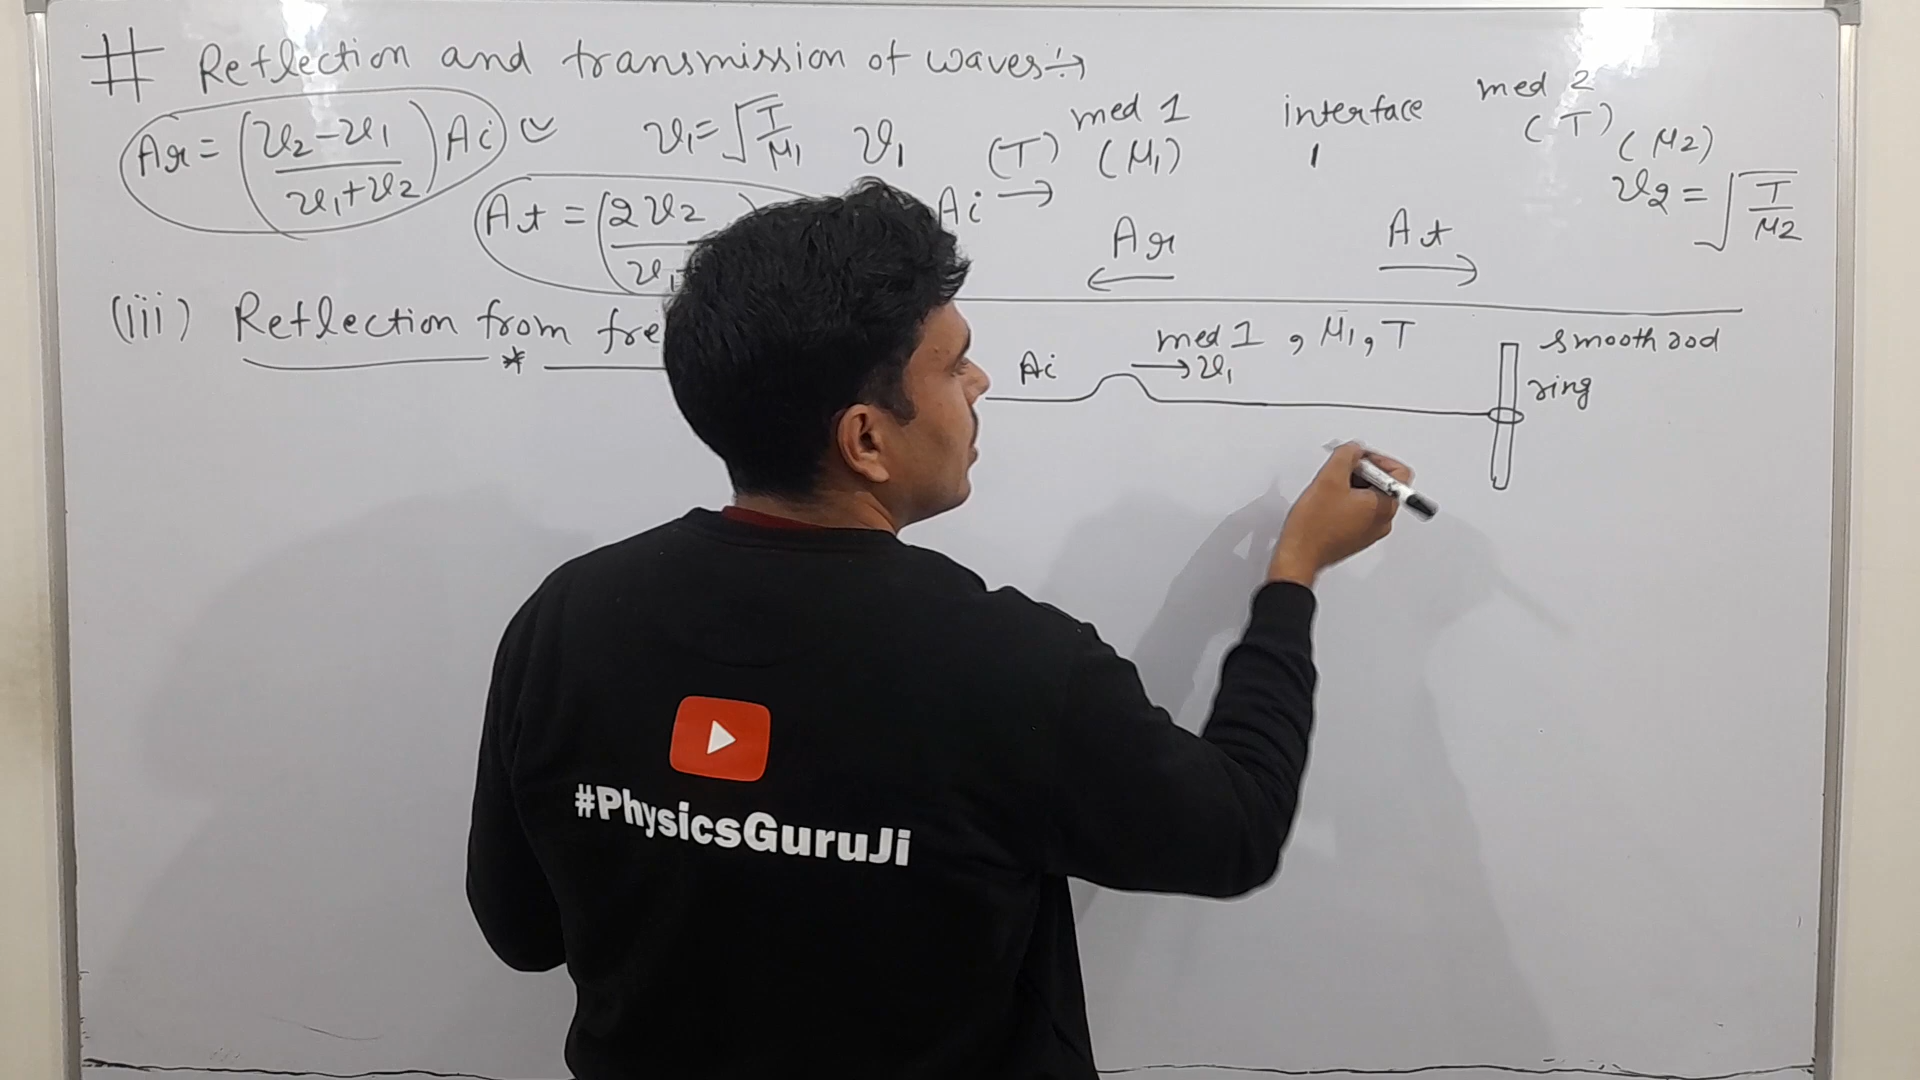 # Reflection and transmission of waves:→
Ar = (v2 - v1 / v1 + v2) Ai
v1 = √T/μ1 v1 (T) med 1 (μ1)
interface
med 2 (T) (μ2)
v2 = √T/μ2
At = (2v2
Ai →
Ar
At
(iii) Reflection from
med 1, μ1, T
smooth rod
ring
Ai → v1
#PhysicsGuruJi